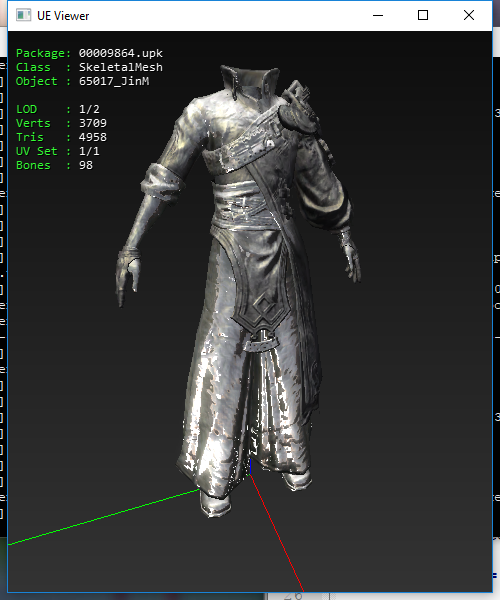 UE Viewer
Package: 00009864.upk
Class  : SkeletalMesh
Object : 65017_JinM
LOD    : 1/2
Verts  : 3709
Tris   : 4958
UV Set : 1/1
Bones  : 98